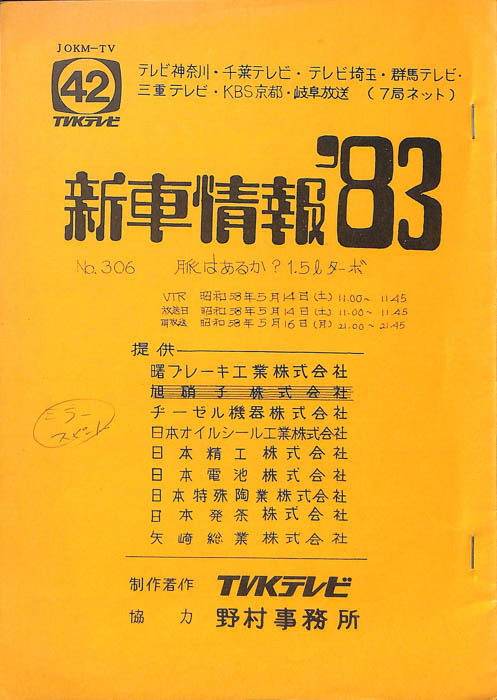 JOKM-TV
42
TVKテレビ
テレビ神奈川・千葉テレビ・テレビ埼玉・群馬テレビ・
三重テレビ・KBS京都・岐阜放送 (7局ネット)
新車情報'83
No.306 脈はあるか?1.5ℓターボ
VTR 昭和58年5月14日(土) 11.00~11.45
放送日 昭和58年5月14日(土) 11.00~11.45
再放送 昭和58年5月16日(月) 21.00~21.45
提供
曙ブレーキ工業株式会社
旭硝子株式会社
ヂーゼル機器株式会社
日本オイルシール工業株式会社
日本精工株式会社
日本電池株式会社
日本特殊陶業株式会社
日本発条株式会社
矢崎総業株式会社
ミラー
制作著作 TVKテレビ
協力 野村事務所